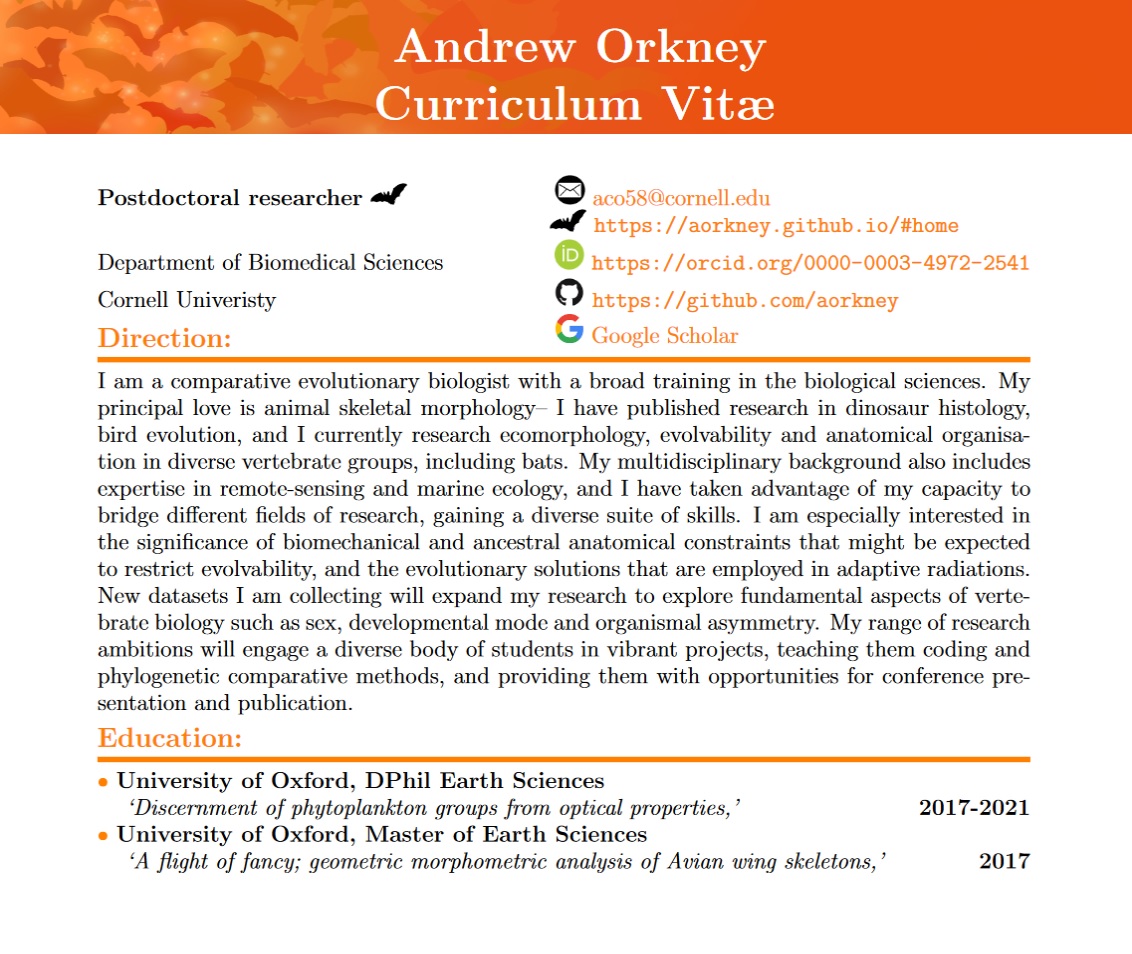 Andrew Orkney
Curriculum Vitæ
Postdoctoral researcher
aco58@cornell.edu
https://aorkney.github.io/#home
Department of Biomedical Sciences
iD https://orcid.org/0000-0003-4972-2541
Cornell Univeristy
https://github.com/aorkney
Direction:
G Google Scholar
I am a comparative evolutionary biologist with a broad training in the biological sciences. My
principal love is animal skeletal morphology– I have published research in dinosaur histology,
bird evolution, and I currently research ecomorphology, evolvability and anatomical organisa-
tion in diverse vertebrate groups, including bats. My multidisciplinary background also includes
expertise in remote-sensing and marine ecology, and I have taken advantage of my capacity to
bridge different fields of research, gaining a diverse suite of skills. I am especially interested in
the significance of biomechanical and ancestral anatomical constraints that might be expected
to restrict evolvability, and the evolutionary solutions that are employed in adaptive radiations.
New datasets I am collecting will expand my research to explore fundamental aspects of verte-
brate biology such as sex, developmental mode and organismal asymmetry. My range of research
ambitions will engage a diverse body of students in vibrant projects, teaching them coding and
phylogenetic comparative methods, and providing them with opportunities for conference pre-
sentation and publication.
Education:
• University of Oxford, DPhil Earth Sciences
‘Discernment of phytoplankton groups from optical properties,’ 2017-2021
• University of Oxford, Master of Earth Sciences
‘A flight of fancy; geometric morphometric analysis of Avian wing skeletons,’ 2017